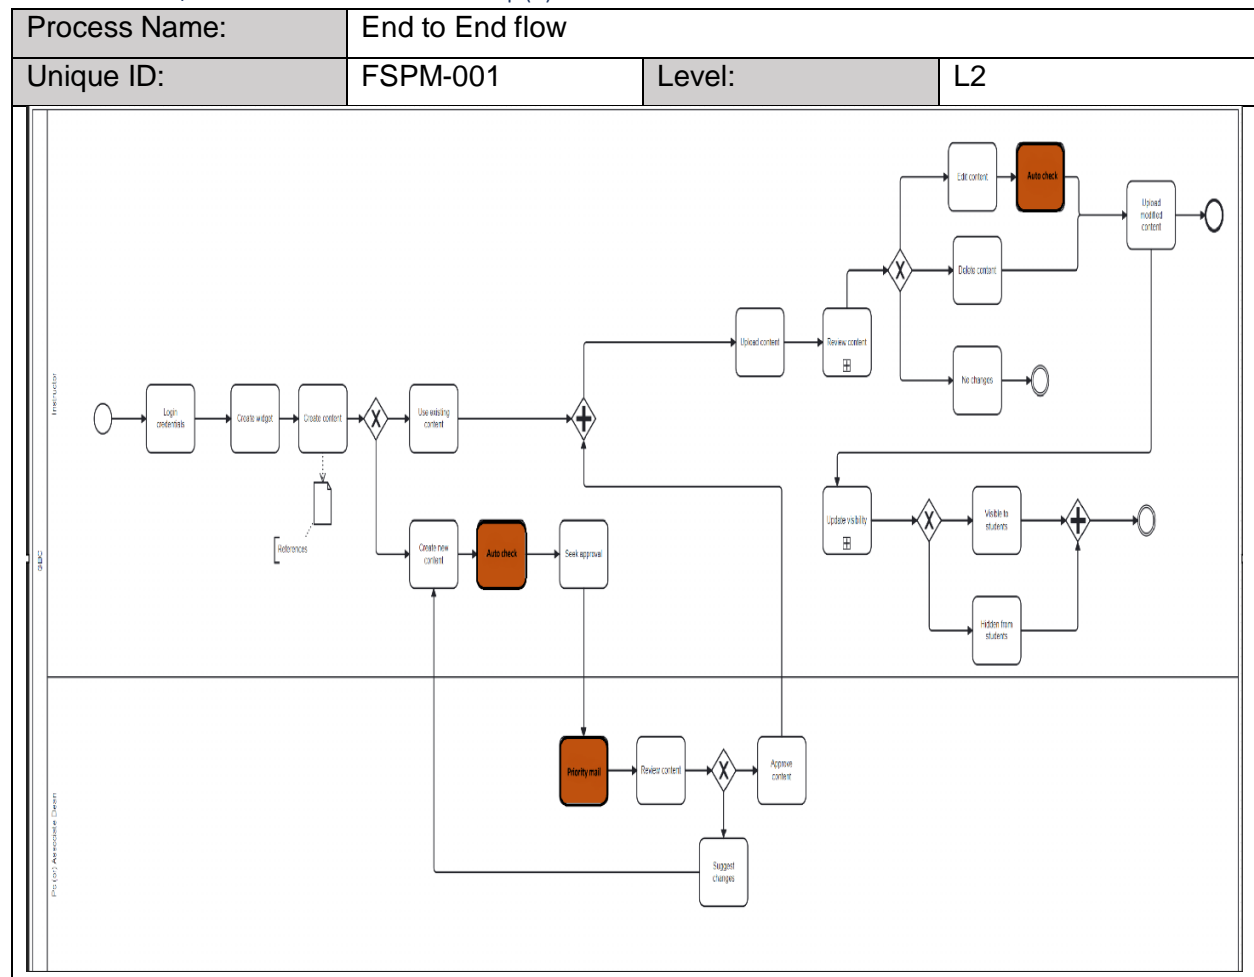 Process Name:
End to End flow
Unique ID:
FSPM-001
Level:
L2
Edit content
Auto check
Upload
modified
content
Delete content
Upload content
Review content
No changes
Instructor
Login
credentials
Create widget
Create content
Use existing
content
References
Create new
content
Auto check
Seek approval
Update visibility
Visible to
students
Hidden from
students
GBC
Priority mail
Review content
Approve
content
Suggest
changes
Associate Dean